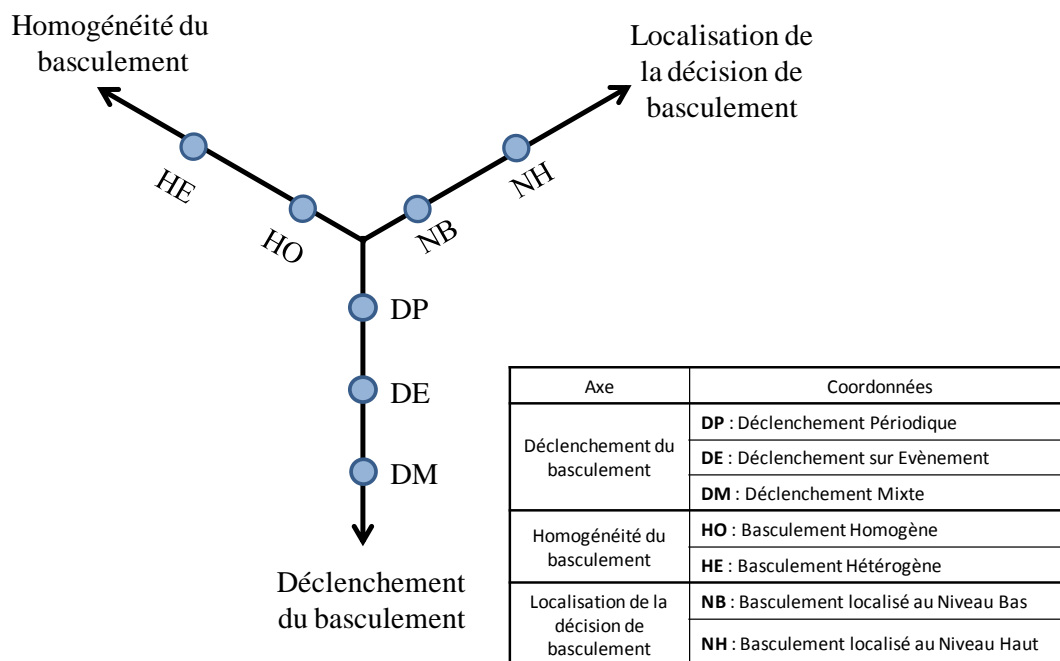 Homogénéité du
basculement
Localisation de
la décision de
basculement
HE
HO
NB
NH
DP
DE
DM
Déclenchement
du basculement
Axe
Coordonnées
Déclenchement du
basculement
DP : Déclenchement Périodique
DE : Déclenchement sur Evènement
DM : Déclenchement Mixte
Homogénéité du
basculement
HO : Basculement Homogène
HE : Basculement Hétérogène
Localisation de la
décision de
basculement
NB : Basculement localisé au Niveau Bas
NH : Basculement localisé au Niveau Haut